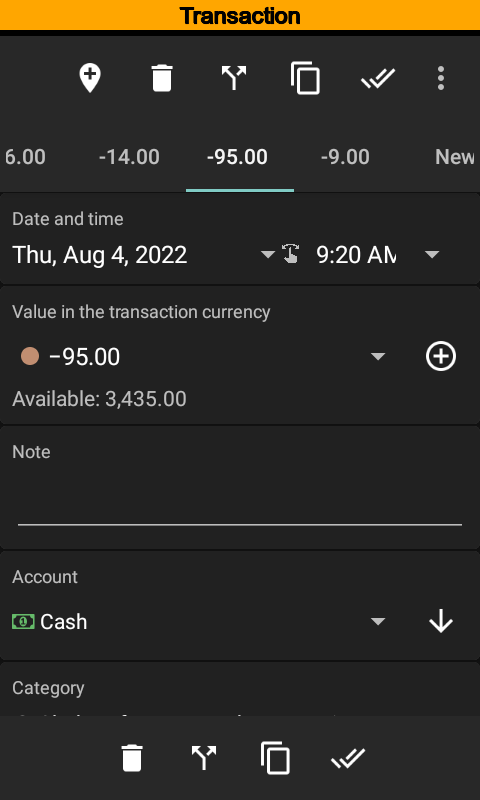 Transaction
6.00 -14.00 -95.00 -9.00 New
Date and time
Thu, Aug 4, 2022 9:20 AM
Value in the transaction currency
−95.00
Available: 3,435.00
Note
Account
Cash
Category